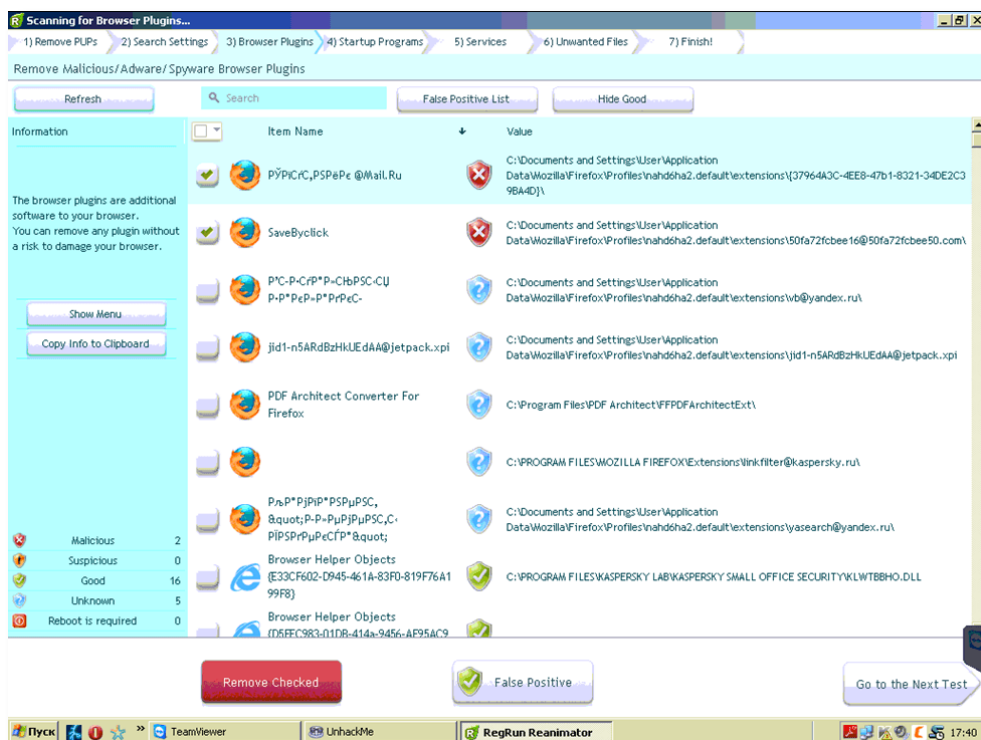 Scanning for Browser Plugins...
1) Remove PUPs
2) Search Settings
3) Browser Plugins
4) Startup Programs
5) Services
6) Unwanted Files
7) Finish!
Remove Malicious/Adware/Spyware Browser Plugins
Refresh
Search
False Positive List
Hide Good
Information
Item Name
Value
The browser plugins are additional
software to your browser.
You can remove any plugin without
a risk to damage your browser.
Show Menu
Copy Info to Clipboard
РЎРїСѓС‚РЅРёРє @Mail.Ru
C:\Documents and Settings\User\Application
Data\Mozilla\Firefox\Profiles\nahd6ha2.default\extensions\{37964A3C-4EE8-47b1-8321-34DE2C3
9BA4D}\
SaveByclick
C:\Documents and Settings\User\Application
Data\Mozilla\Firefox\Profiles\nahd6ha2.default\extensions\50fa72fcbee16@50fa72fcbee50.com\
C:\Documents and Settings\User\Application
Data\Mozilla\Firefox\Profiles\nahd6ha2.default\extensions\vb@yandex.ru\
jid1-n5ARdBzHkUEdAA@jetpack.xpi
C:\Documents and Settings\User\Application
Data\Mozilla\Firefox\Profiles\nahd6ha2.default\extensions\jid1-n5ARdBzHkUEdAA@jetpack.xpi
PDF Architect Converter For
Firefox
C:\Program Files\PDF Architect\FFPDFArchitectExt\
C:\PROGRAM FILES\MOZILLA FIREFOX\Extensions\linkfilter@kaspersky.ru\
C:\Documents and Settings\User\Application
Data\Mozilla\Firefox\Profiles\nahd6ha2.default\extensions\yasearch@yandex.ru\
Browser Helper Objects
{E33CF602-D945-461A-83F0-819F76A1
99F8}
C:\PROGRAM FILES\KASPERSKY LAB\KASPERSKY SMALL OFFICE SECURITY\KLWTBBHO.DLL
Browser Helper Objects
Malicious 2
Suspicious 0
Good 16
Unknown 5
Reboot is required 0
Remove Checked
False Positive
Go to the Next Test
Пуск
TeamViewer
UnhackMe
RegRun Reanimator
17:40